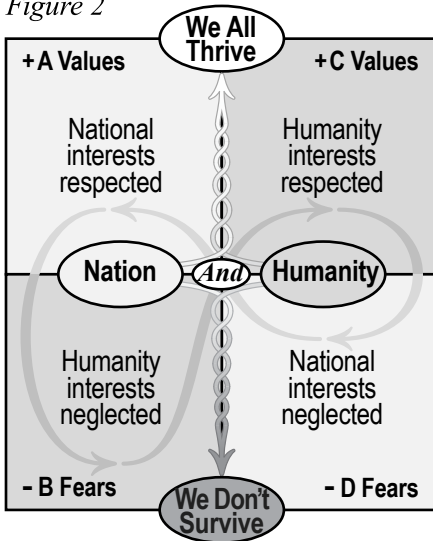 Figure 2
We All
Thrive
+A Values
+C Values
National
interests
respected
Humanity
interests
respected
Nation
And
Humanity
Humanity
interests
neglected
National
interests
neglected
- B Fears
- D Fears
We Don't
Survive